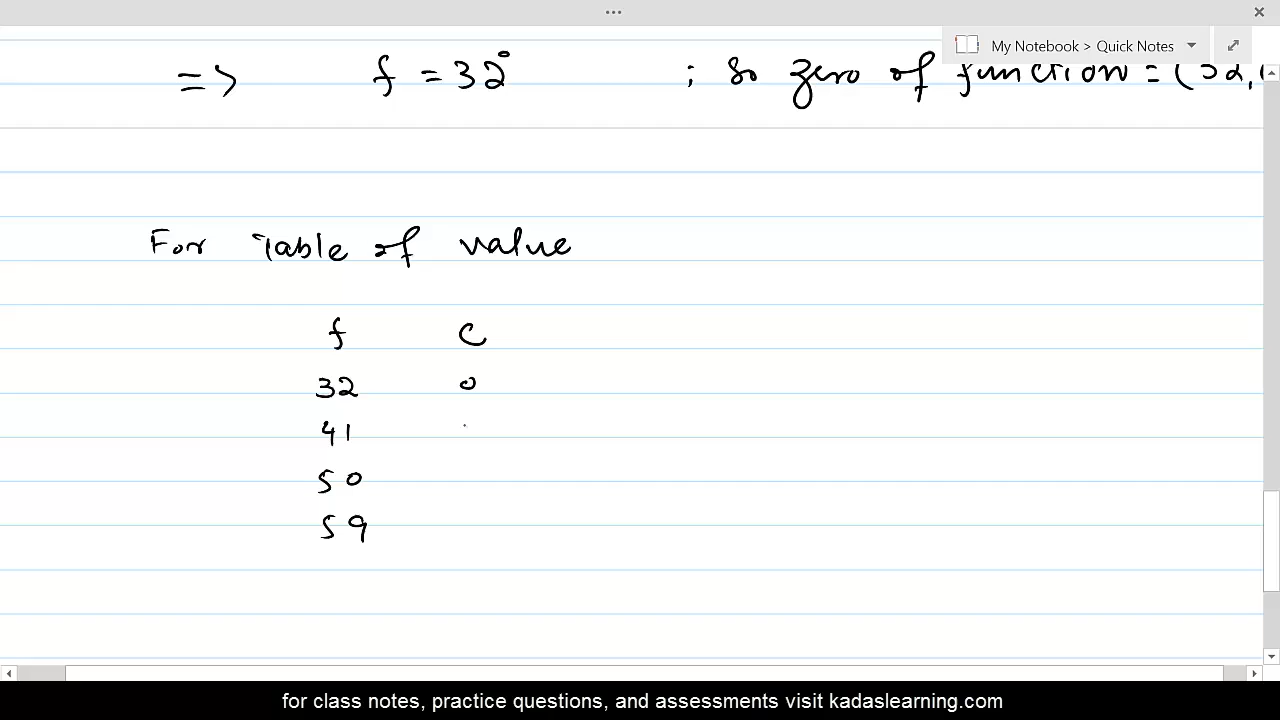 My Notebook > Quick Notes
=> f = 32° ; so zero of function = (32,
For Table of value
f C
32 0
41
50
59
for class notes, practice questions, and assessments visit kadaslearning.com